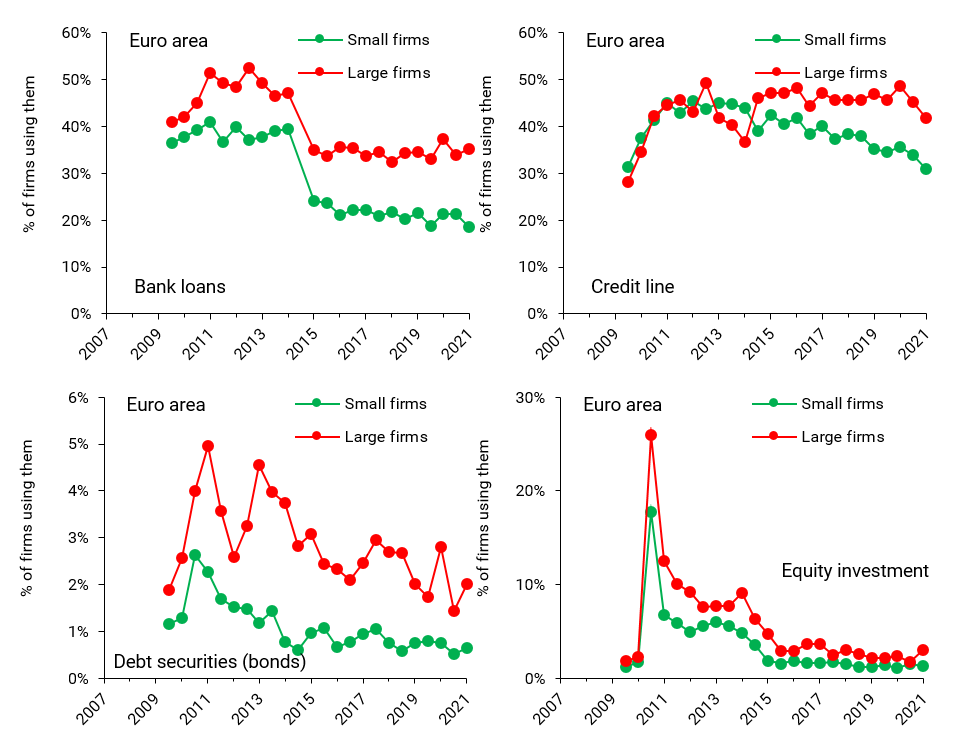 60%
50%
40%
30%
20%
10%
0%
% of firms using them
Euro area
Small firms
Large firms
Bank loans
2007
2009
2011
2013
2015
2017
2019
2021
60%
50%
40%
30%
20%
10%
0%
% of firms using them
Euro area
Small firms
Large firms
Credit line
2007
2009
2011
2013
2015
2017
2019
2021
6%
5%
4%
3%
2%
1%
0%
% of firms using them
Euro area
Small firms
Large firms
Debt securities (bonds)
2007
2009
2011
2013
2015
2017
2019
2021
30%
20%
10%
0%
% of firms using them
Euro area
Small firms
Large firms
Equity investment
2007
2009
2011
2013
2015
2017
2019
2021